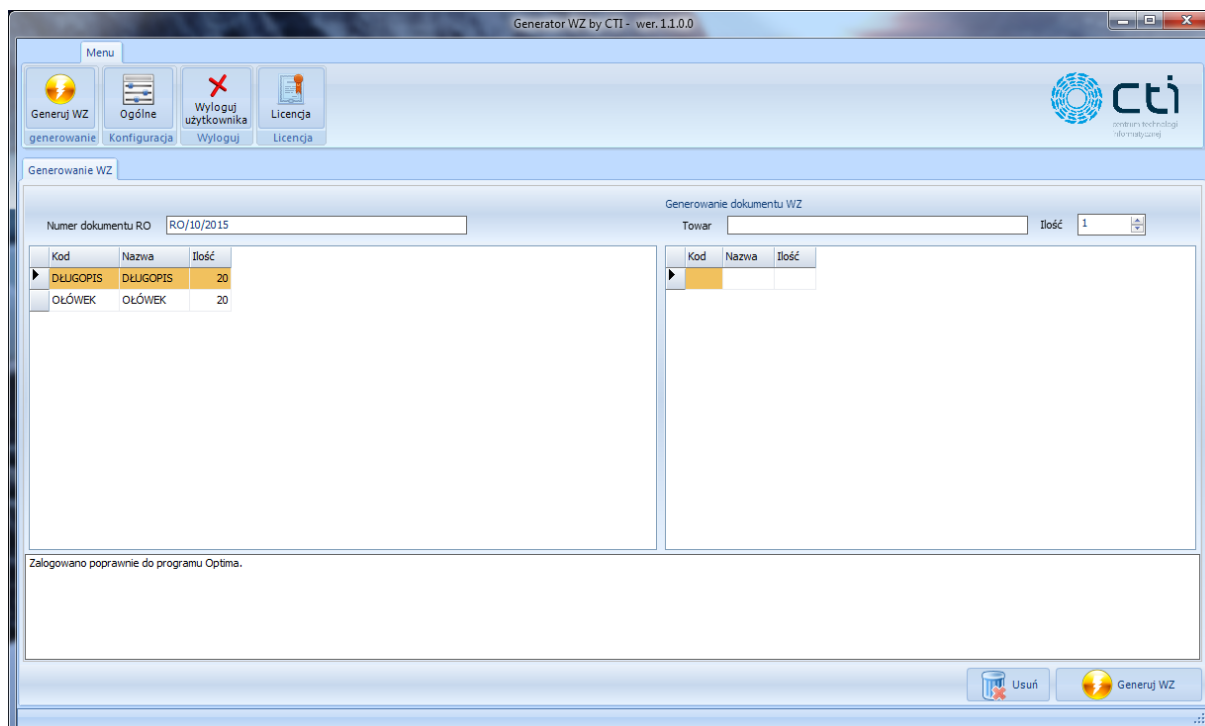 Generator WZ by CTI - wer. 1.1.0.0
Menu
Generuj WZ
Ogólne
Wyloguj
użytkownika
Licencja
generowanie
Konfiguracja
Wyloguj
Licencja
cti
centrum technologii
informatycznej
Generowanie WZ
Numer dokumentu RO RO/10/2015
Kod Nazwa Ilość
DŁUGOPIS DŁUGOPIS 20
OŁÓWEK OŁÓWEK 20
Generowanie dokumentu WZ
Towar Ilość 1
Kod Nazwa Ilość
Zalogowano poprawnie do programu Optima.
Usuń Generuj WZ